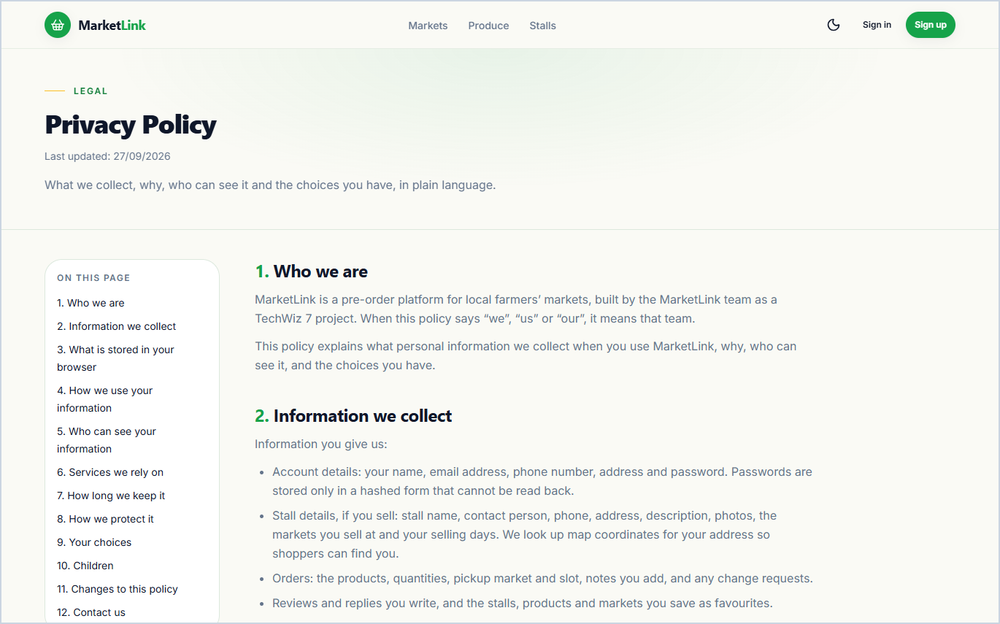 MarketLink
Markets
Produce
Stalls
Sign in
Sign up
LEGAL
Privacy Policy
Last updated: 27/09/2026
What we collect, why, who can see it and the choices you have, in plain language.
ON THIS PAGE
1. Who we are
2. Information we collect
3. What is stored in your
browser
4. How we use your
information
5. Who can see your
information
6. Services we rely on
7. How long we keep it
8. How we protect it
9. Your choices
10. Children
11. Changes to this policy
12. Contact us
1. Who we are
MarketLink is a pre-order platform for local farmers’ markets, built by the MarketLink team as a
TechWiz 7 project. When this policy says “we”, “us” or “our”, it means that team.
This policy explains what personal information we collect when you use MarketLink, why, who can
see it, and the choices you have.
2. Information we collect
Information you give us:
• Account details: your name, email address, phone number, address and password. Passwords are
stored only in a hashed form that cannot be read back.
• Stall details, if you sell: stall name, contact person, phone, address, description, photos, the
markets you sell at and your selling days. We look up map coordinates for your address so
shoppers can find you.
• Orders: the products, quantities, pickup market and slot, notes you add, and any change requests.
• Reviews and replies you write, and the stalls, products and markets you save as favourites.